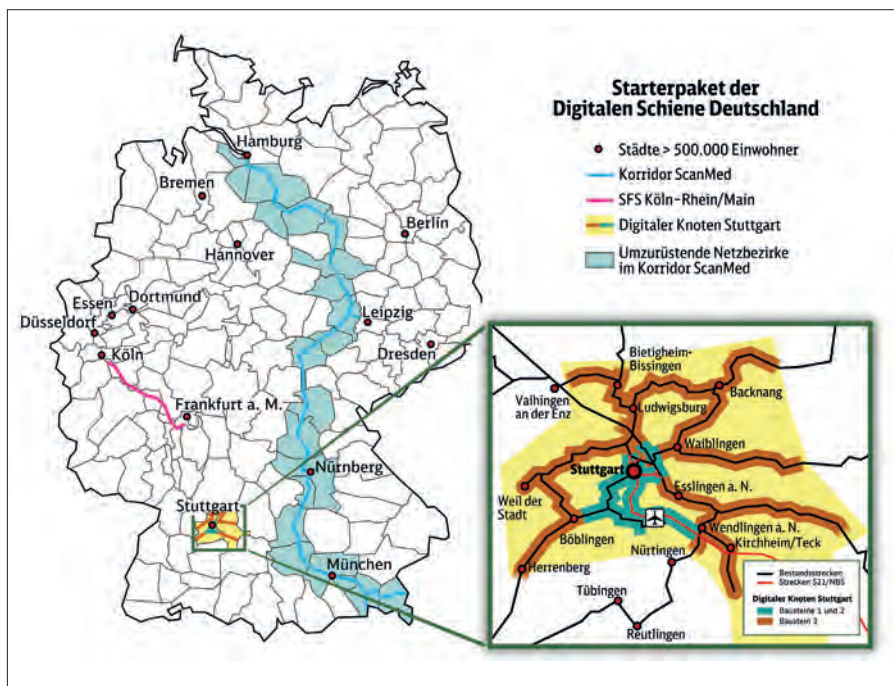 Starterpaket der
Digitalen Schiene Deutschland
Städte > 500.000 Einwohner
Korridor ScanMed
SFS Köln-Rhein/Main
Digitaler Knoten Stuttgart
Umzurüstende Netzbezirke
im Korridor ScanMed
Hamburg
Bremen
Berlin
Hannover
Essen
Dortmund
Düsseldorf
Leipzig
Köln
Dresden
Frankfurt a. M.
Nürnberg
Stuttgart
München
Bietigheim-
Bissingen
Vaihingen
an der Enz
Backnang
Ludwigsburg
Waiblingen
Stuttgart
Esslingen a. N.
Weil der
Stadt
Wendlingen a. N.
Böblingen
Kirchheim/Teck
Nürtingen
Herrenberg
Tübingen
Reutlingen
Bestandsstrecken
Strecken S21/NBS
Digitaler Knoten Stuttgart
Bausteine 1 und 2
Baustein 3